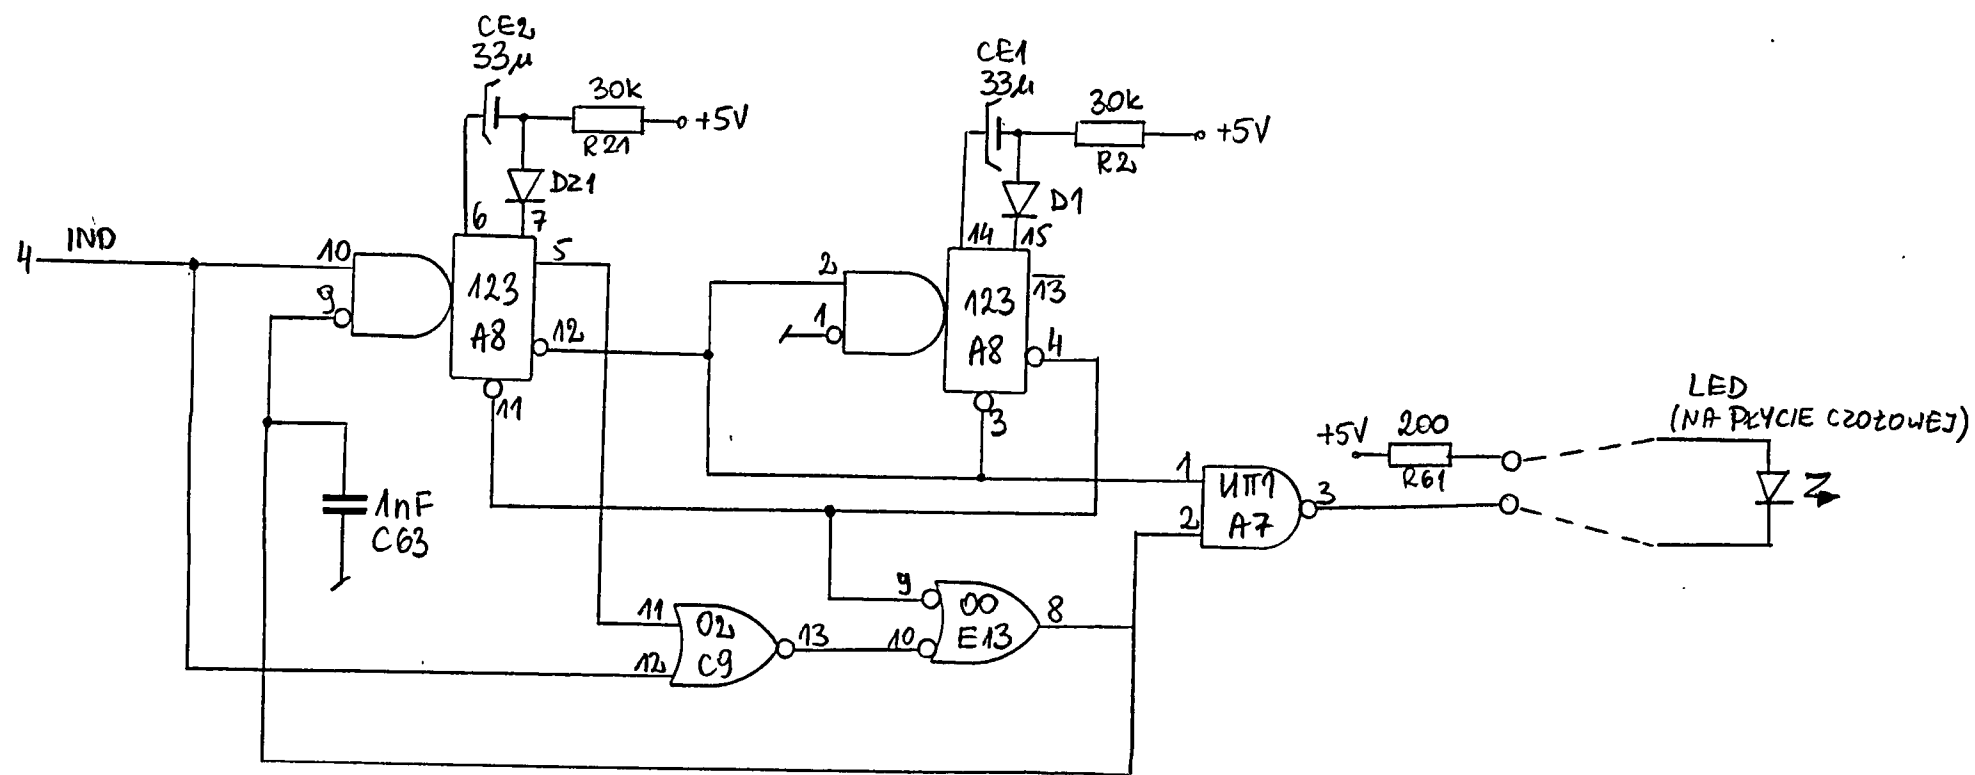 CE2
33µ
30k
R21
+5V
DZ1
6
7
4
IND
10
9
123
A8
5
12
11
1nF
C63
CE1
33µ
30k
R2
+5V
D1
14
15
2
1
123
A8
13
4
3
11
12
02
C9
13
9
10
00
E13
8
1
2
ИП1
A7
3
+5V
200
R61
LED
(NA PŁYCIE CZOŁOWEJ)